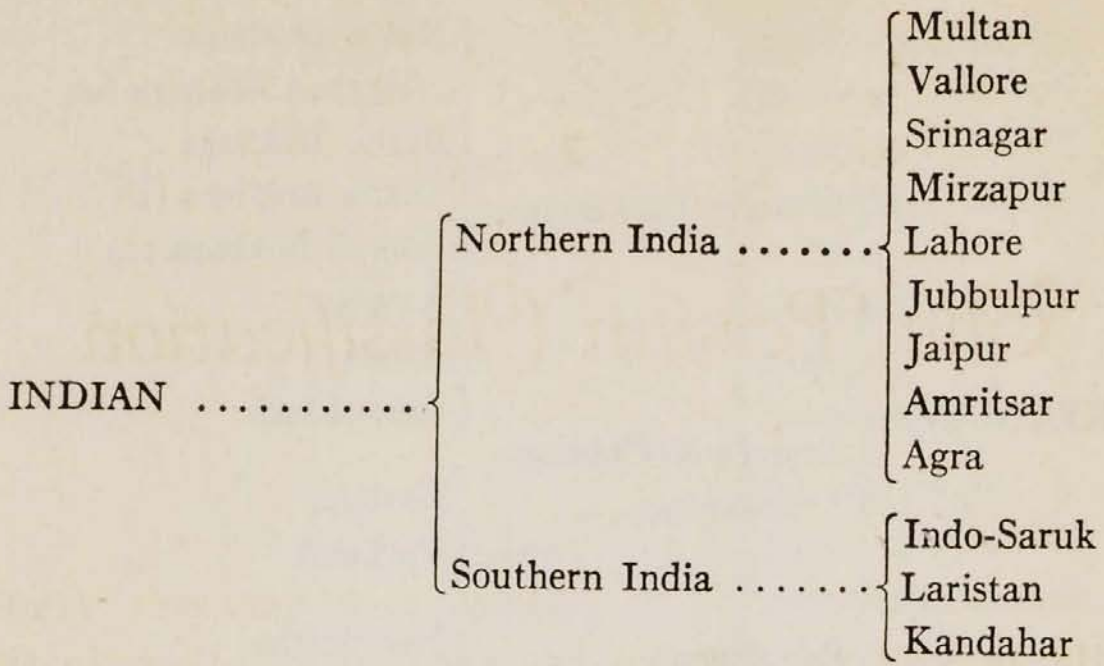 Multan
Vallore
Srinagar
Mirzapur
Northern India ....... Lahore
Jubbulpur
Jaipur
INDIAN ............ Amritsar
Agra
Indo-Saruk
Southern India ....... Laristan
Kandahar